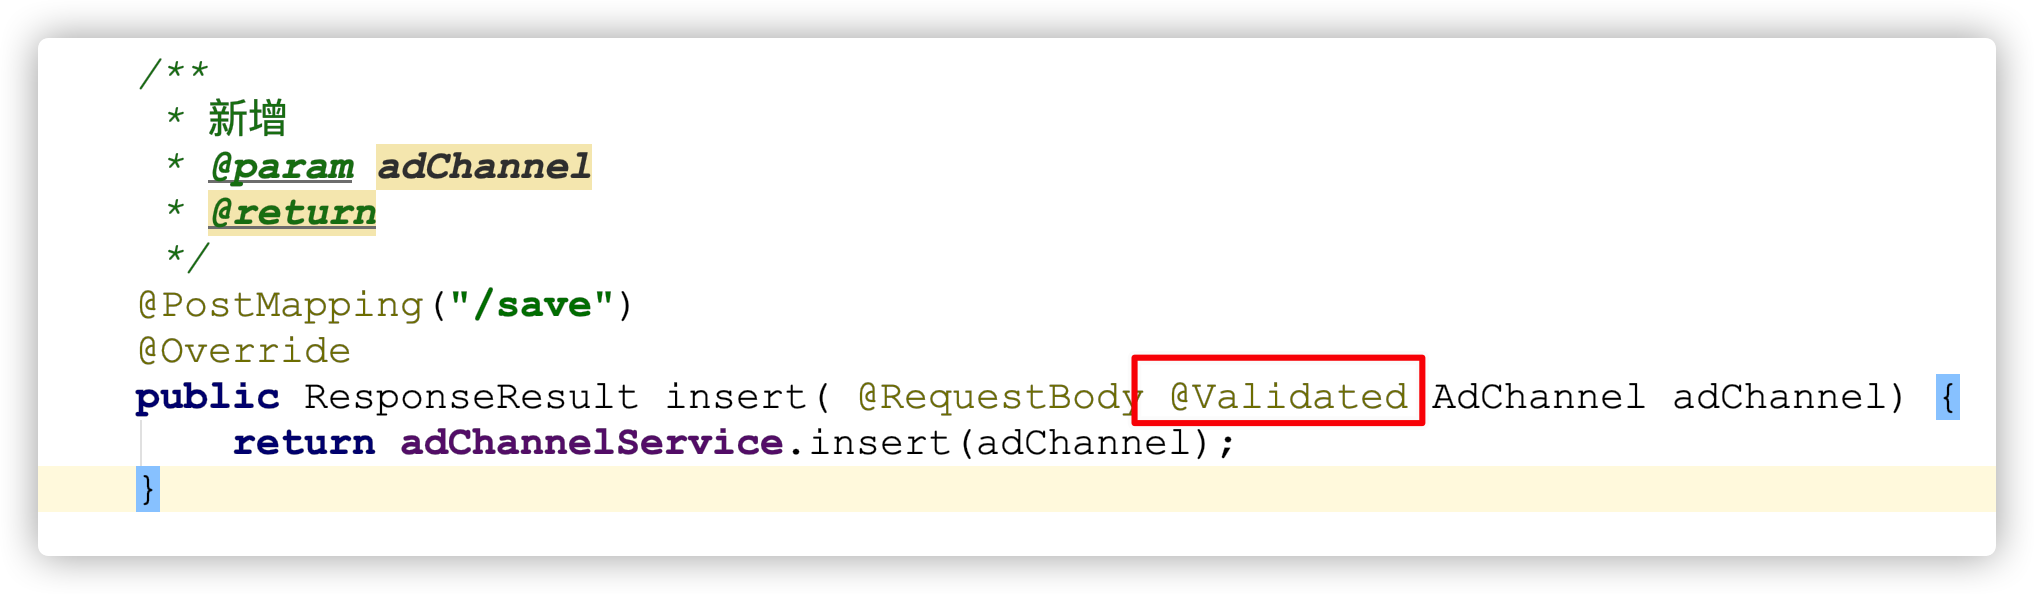 /**
 * 新增
 * @param adChannel
 * @return
 */
@PostMapping("/save")
@Override
public ResponseResult insert( @RequestBody @Validated AdChannel adChannel) {
    return adChannelService.insert(adChannel);
}